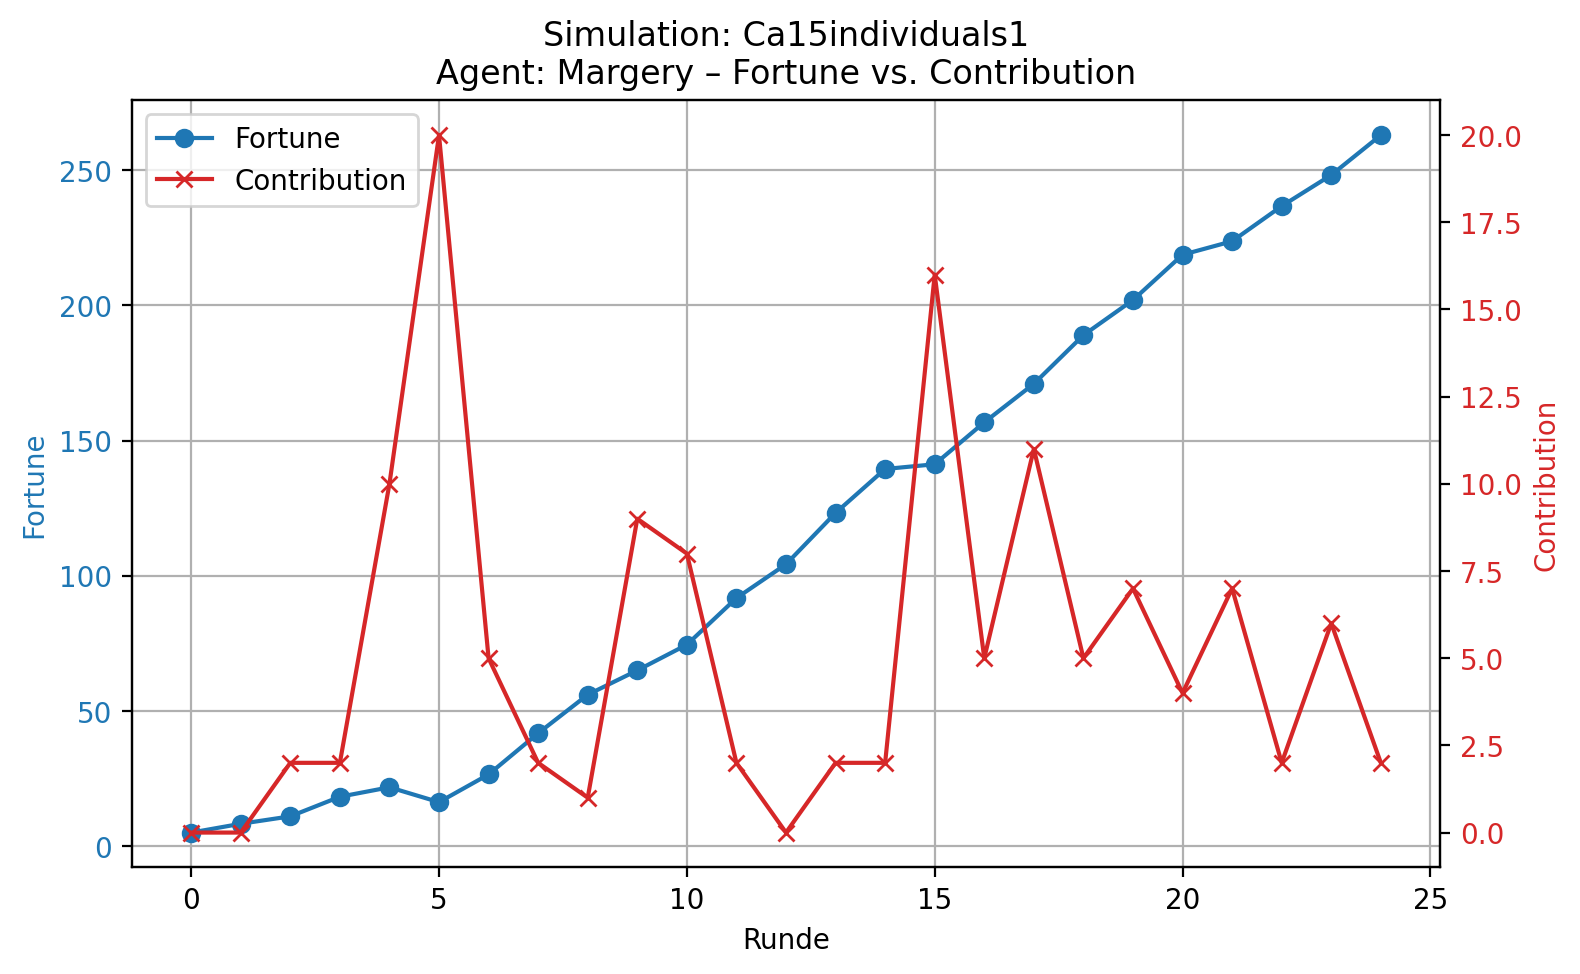 Simulation: Ca15individuals1
Agent: Margery – Fortune vs. Contribution
Fortune
Contribution
250
200
150
100
50
0
Fortune
20.0
17.5
15.0
12.5
10.0
7.5
5.0
2.5
0.0
Contribution
0 5 10 15 20 25
Runde